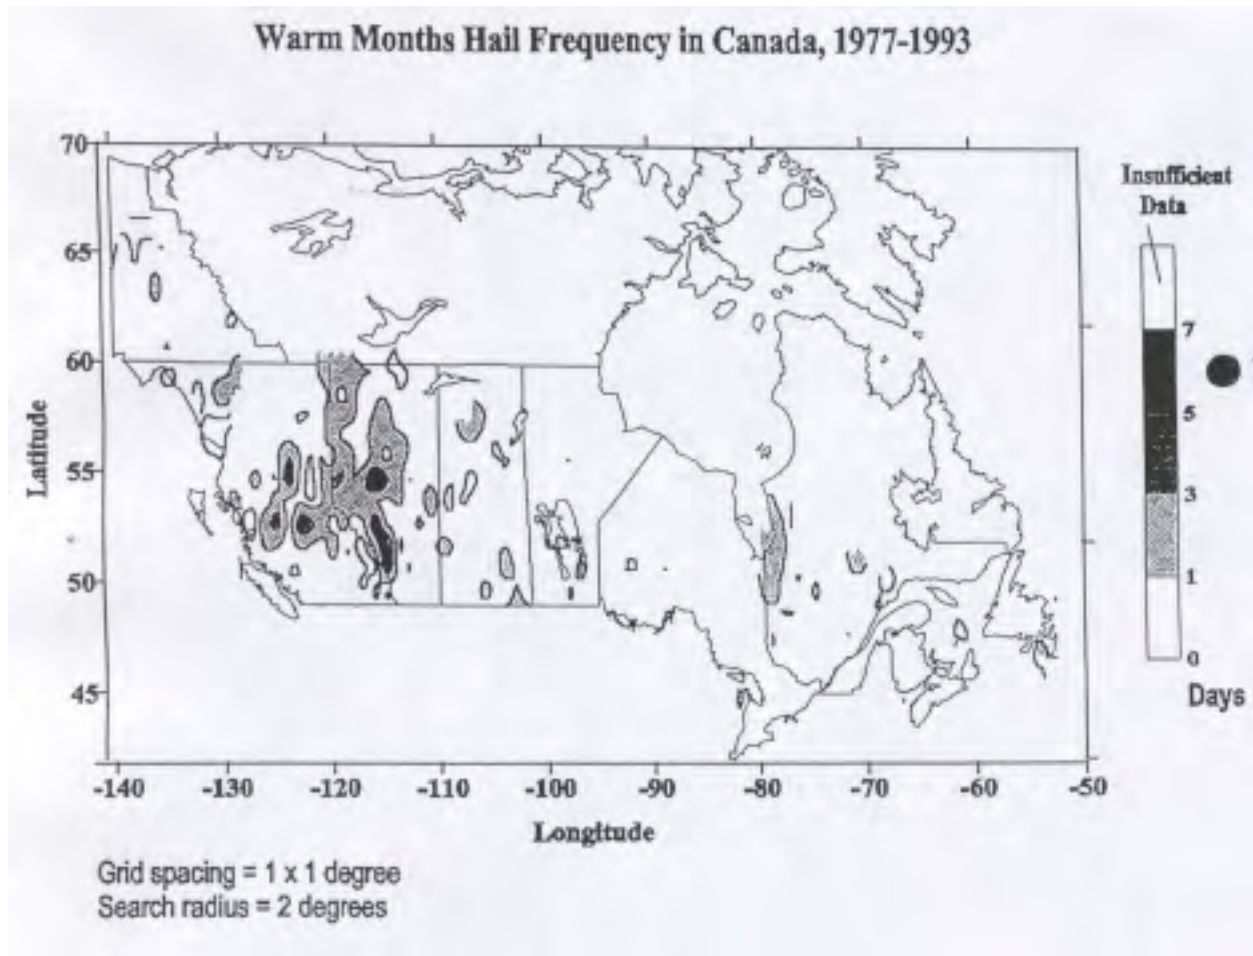 Warm Months Hail Frequency in Canada, 1977-1993
70
65
60
55
50
45
Latitude
-140 -130 -120 -110 -100 -90 -80 -70 -60 -50
Longitude
Insufficient
Data
7
5
3
1
0
Days
Grid spacing = 1 x 1 degree
Search radius = 2 degrees